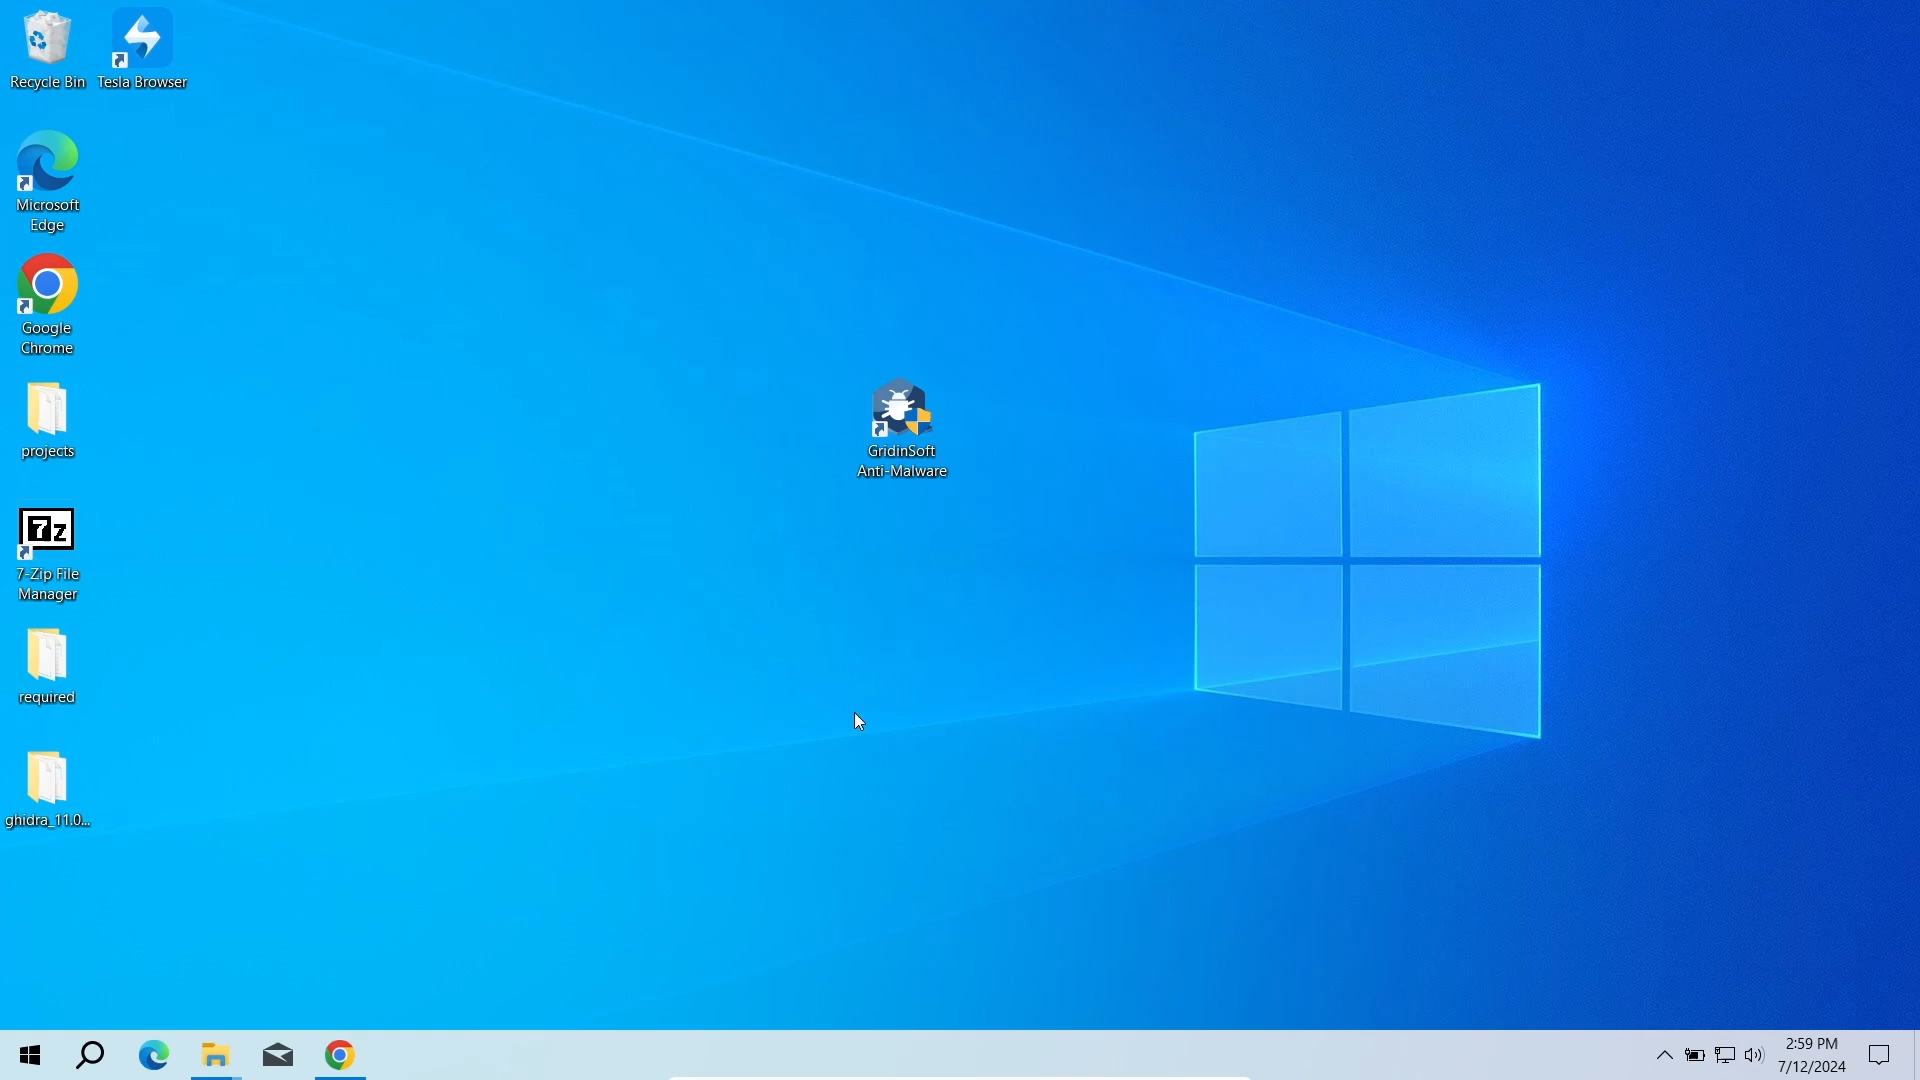 Recycle Bin
Tesla Browser
Microsoft
Edge
Google
Chrome
projects
7z
7-Zip File
Manager
required
ghidra_11.0...
GridinSoft
Anti-Malware
2:59 PM
7/12/2024